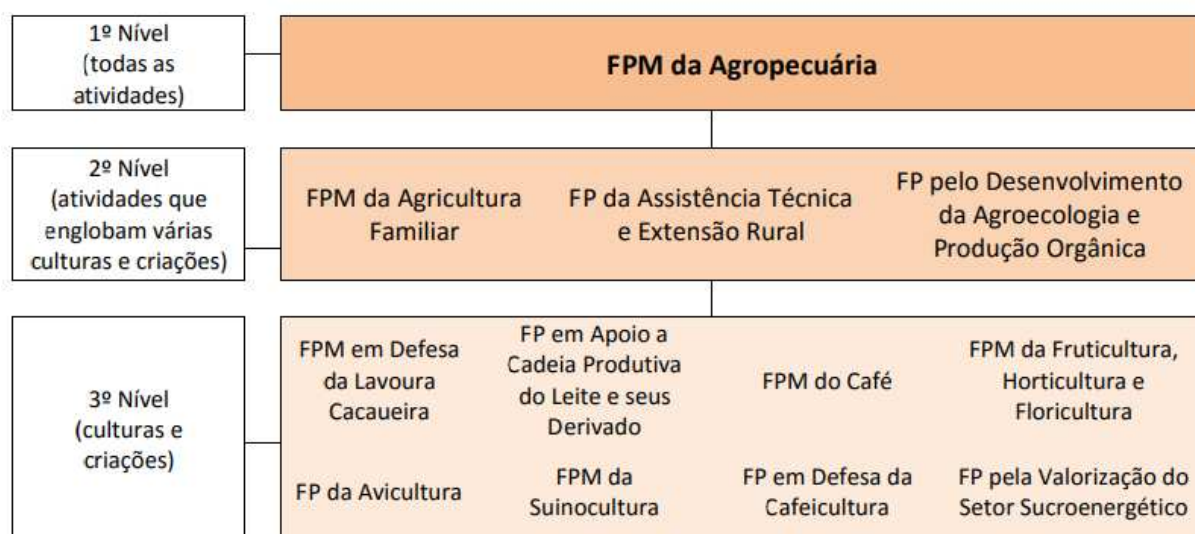 1º Nível
(todas as
atividades)
FPM da Agropecuária
2º Nível
(atividades que
englobam várias
culturas e criações)
FPM da Agricultura
Familiar
FP da Assistência Técnica
e Extensão Rural
FP pelo Desenvolvimento
da Agroecologia e
Produção Orgânica
3º Nível
(culturas e
criações)
FPM em Defesa
da Lavoura
Cacaueira
FP em Apoio a
Cadeia Produtiva
do Leite e seus
Derivado
FPM do Café
FPM da Fruticultura,
Horticultura e
Floricultura
FP da Avicultura
FPM da
Suinocultura
FP em Defesa da
Cafeicultura
FP pela Valorização do
Setor Sucroenergético